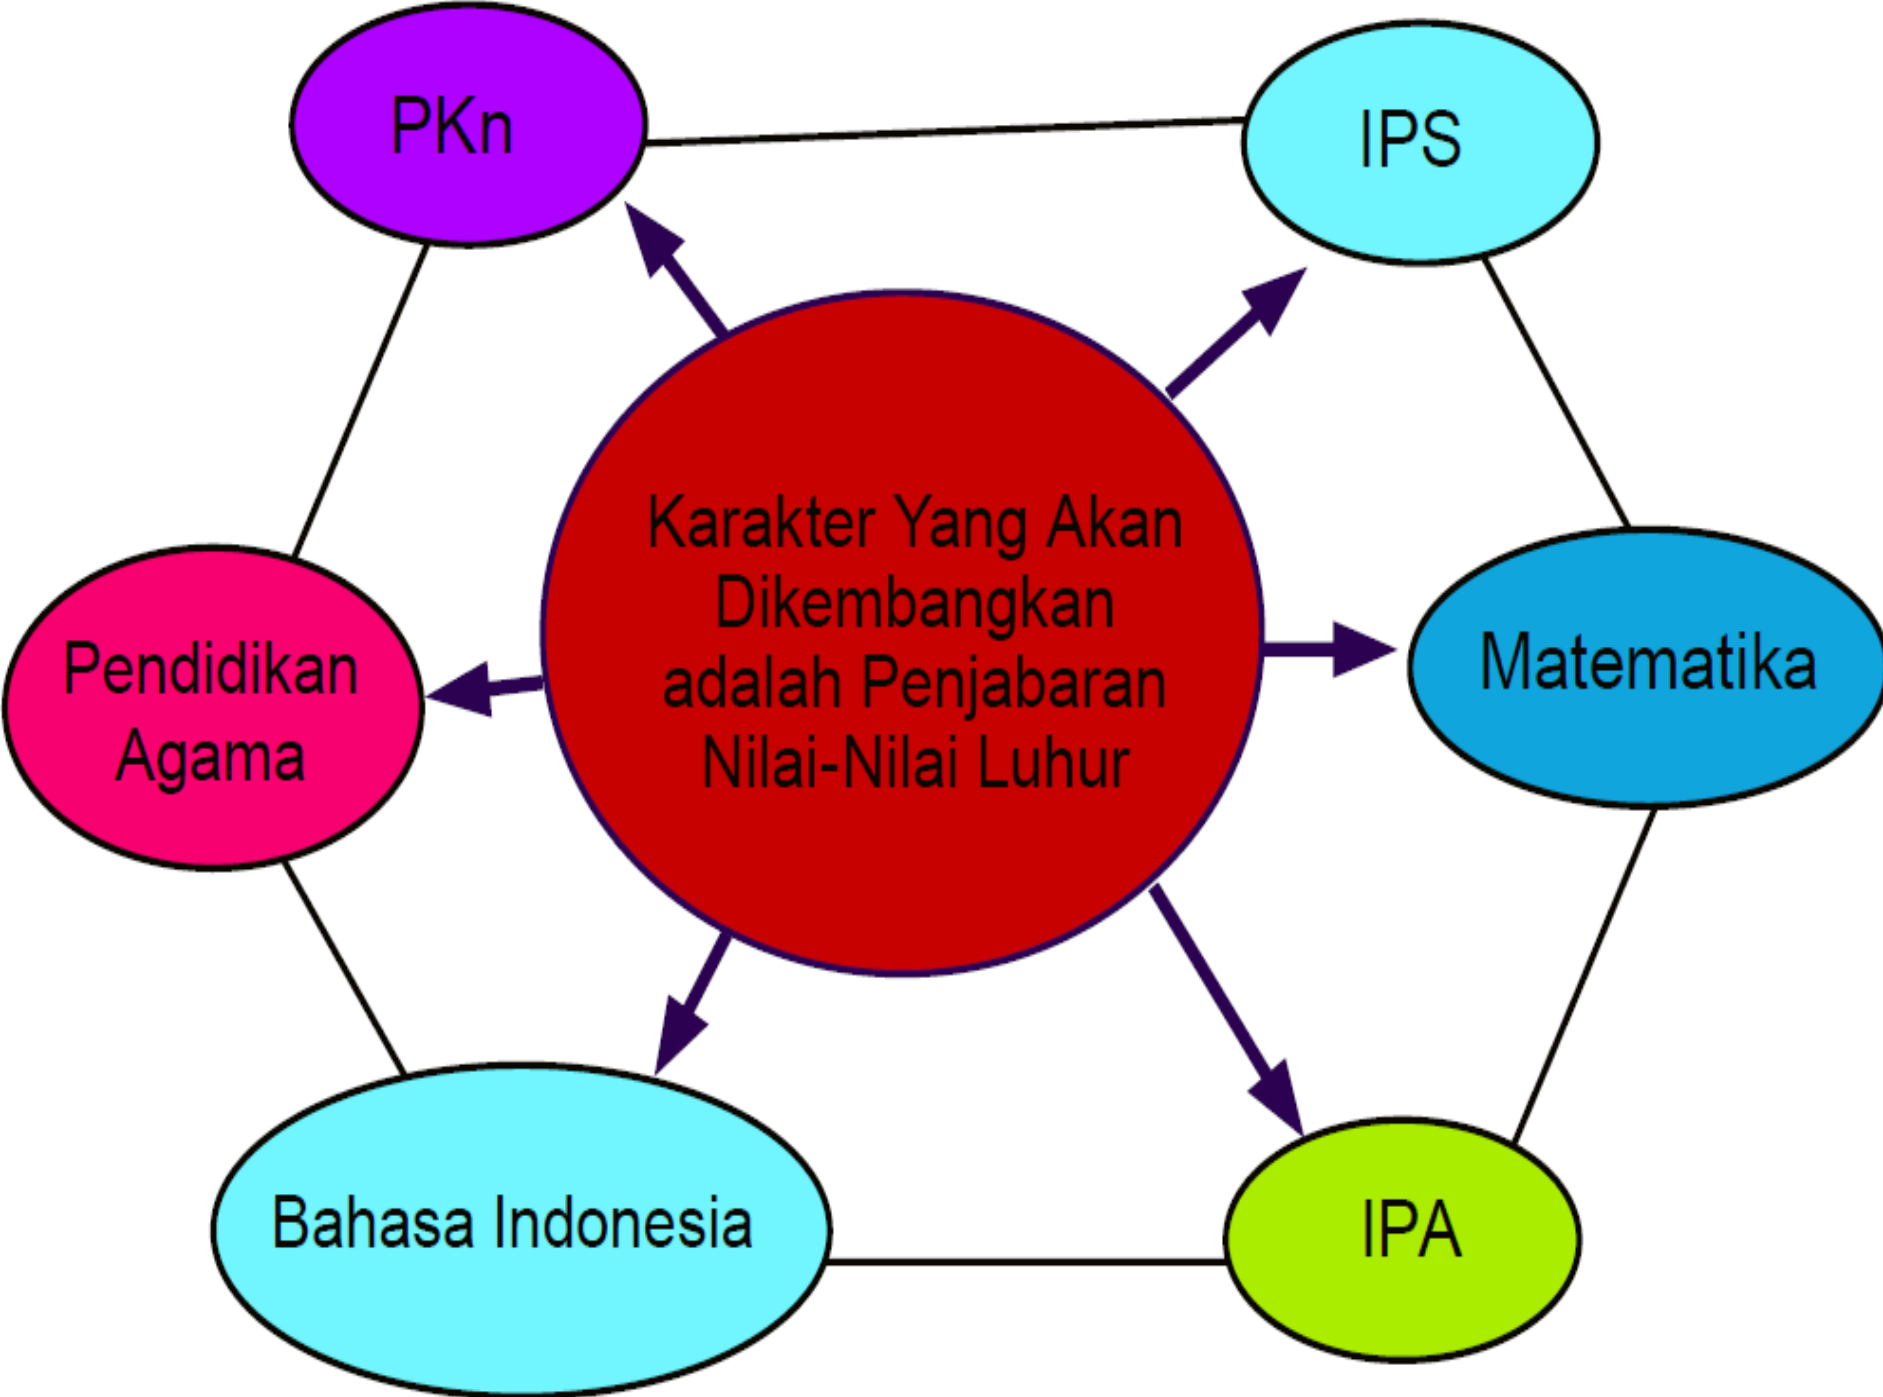 PKn
IPS
Karakter Yang Akan
Dikembangkan
adalah Penjabaran
Nilai-Nilai Luhur
Pendidikan
Agama
Matematika
Bahasa Indonesia
IPA